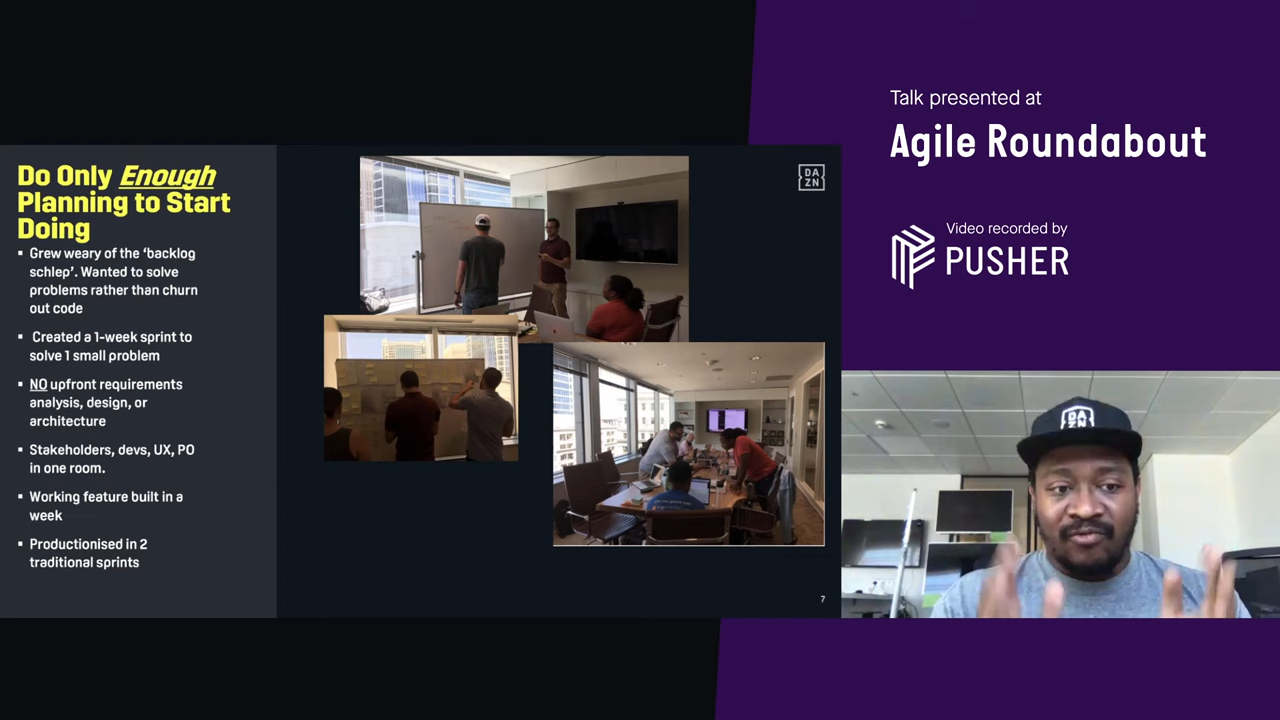 Do Only Enough
Planning to Start
Doing
▪ Grew weary of the ‘backlog
schlep’. Wanted to solve
problems rather than churn
out code
▪ Created a 1-week sprint to
solve 1 small problem
▪ NO upfront requirements
analysis, design, or
architecture
▪ Stakeholders, devs, UX, PO
in one room.
▪ Working feature built in a
week
▪ Productionised in 2
traditional sprints
DA
ZN
7
Talk presented at
Agile Roundabout
Video recorded by
PUSHER
DA
ZN